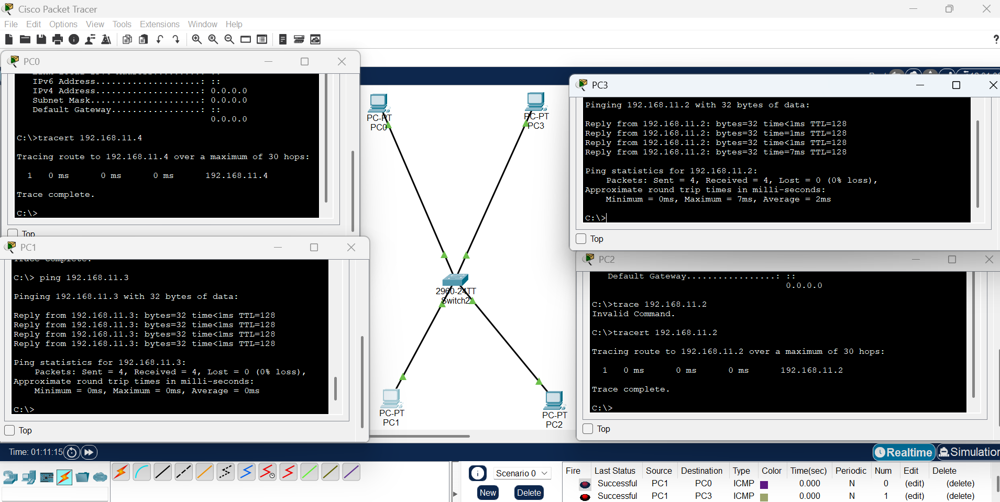 Cisco Packet Tracer
File Edit Options View Tools Extensions Window Help
?
PC0
IPv6 Address....................: ::
IPv4 Address....................: 0.0.0.0
Subnet Mask.....................: 0.0.0.0
Default Gateway.................: ::
0.0.0.0
C:\>tracert 192.168.11.4
Tracing route to 192.168.11.4 over a maximum of 30 hops:
1 0 ms 0 ms 0 ms 192.168.11.4
Trace complete.
C:\>
Top
PC1
Trace complete.
C:\> ping 192.168.11.3
Pinging 192.168.11.3 with 32 bytes of data:
Reply from 192.168.11.3: bytes=32 time<1ms TTL=128
Reply from 192.168.11.3: bytes=32 time<1ms TTL=128
Reply from 192.168.11.3: bytes=32 time<1ms TTL=128
Reply from 192.168.11.3: bytes=32 time<1ms TTL=128
Ping statistics for 192.168.11.3:
Packets: Sent = 4, Received = 4, Lost = 0 (0% loss),
Approximate round trip times in milli-seconds:
Minimum = 0ms, Maximum = 0ms, Average = 0ms
C:\>
Top
PC-PT
PC0
PC-PT
PC3
2960-24TT
Switch2
PC-PT
PC1
PC-PT
PC2
PC3
Pinging 192.168.11.2 with 32 bytes of data:
Reply from 192.168.11.2: bytes=32 time<1ms TTL=128
Reply from 192.168.11.2: bytes=32 time=1ms TTL=128
Reply from 192.168.11.2: bytes=32 time<1ms TTL=128
Reply from 192.168.11.2: bytes=32 time=7ms TTL=128
Ping statistics for 192.168.11.2:
Packets: Sent = 4, Received = 4, Lost = 0 (0% loss),
Approximate round trip times in milli-seconds:
Minimum = 0ms, Maximum = 7ms, Average = 2ms
C:\>
Top
PC2
Default Gateway.................: ::
0.0.0.0
C:\>trace 192.168.11.2
Invalid Command.
C:\>tracert 192.168.11.2
Tracing route to 192.168.11.2 over a maximum of 30 hops:
1 0 ms 0 ms 0 ms 192.168.11.2
Trace complete.
C:\>
Top
Time: 01:11:15
Realtime
Simulation
Scenario 0
New Delete
Fire Last Status Source Destination Type Color Time(sec) Periodic Num Edit Delete
Successful PC1 PC0 ICMP 0.000 N 0 (edit) (delete)
Successful PC1 PC3 ICMP 0.000 N 1 (edit) (delete)